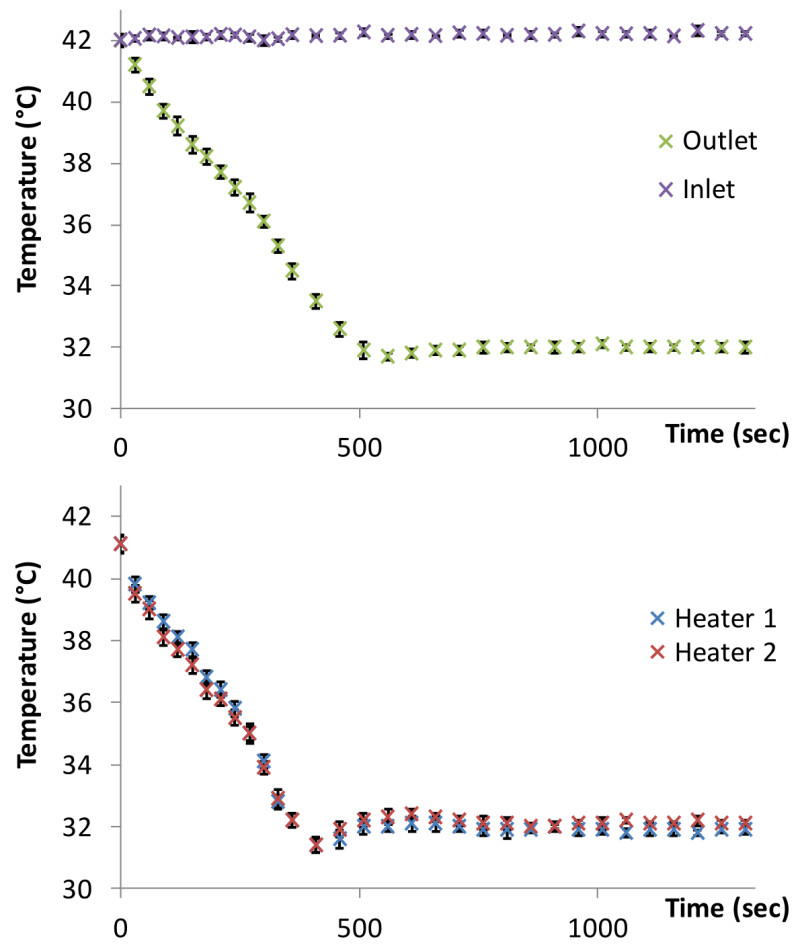 42
40
38
36
34
32
30
Temperature (°C)
Outlet
Inlet
0
500
1000
Time (sec)
42
40
38
36
34
32
30
Temperature (°C)
Heater 1
Heater 2
0
500
1000
Time (sec)